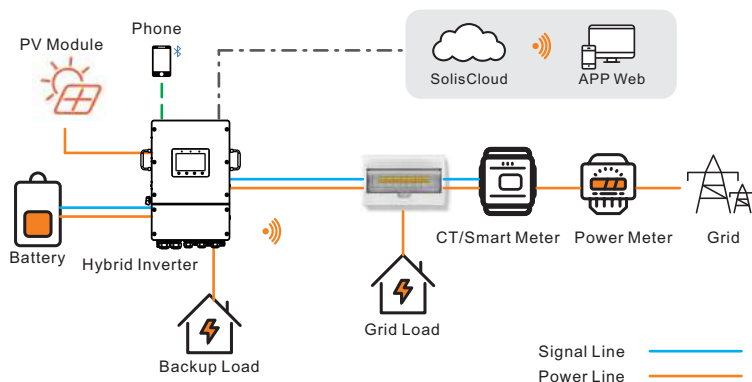 Phone
PV Module
SolisCloud
APP Web
Battery
Hybrid Inverter
CT/Smart Meter
Power Meter
Grid
Backup Load
Grid Load
Signal Line
Power Line